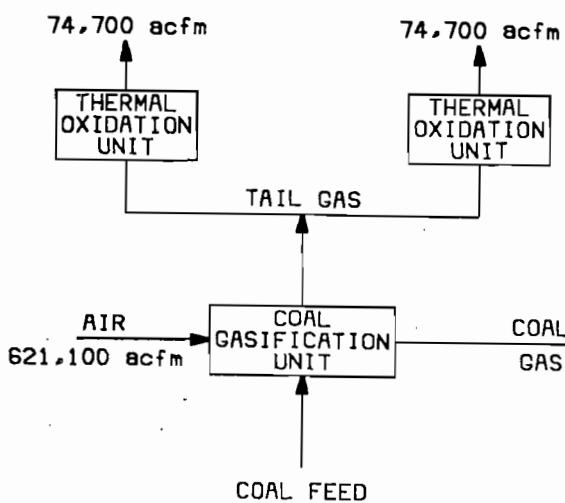 74,700 acfm
74,700 acfm
THERMAL
OXIDATION
UNIT
THERMAL
OXIDATION
UNIT
TAIL GAS
AIR
621,100 acfm
COAL
GASIFICATION
UNIT
COAL
GAS
COAL FEED